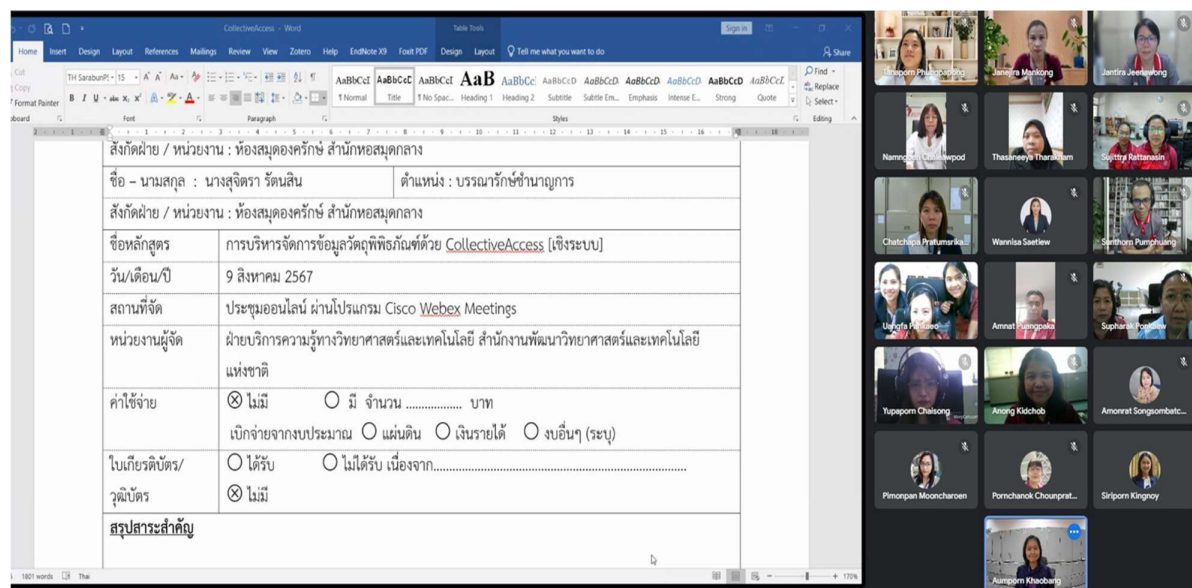 CollectiveAccess - Word
Table Tools
Sign in
Home Insert Design Layout References Mailings Review View Zotero Help EndNote X9 Foxit PDF Design Layout Tell me what you want to do Share
Cut
Copy
Format Painter
TH SarabunPS 15
AaBbCcI AaBbCcD AaBbCcI AaB AaBbCc AaBbCcD AaBbCcD AaBbCcD AaBbCcD AaBbCcD AaBbCcI
¶ Normal Title ¶ No Spac... Heading 1 Heading 2 Subtitle Subtle Em... Emphasis Intense E... Strong Quote
Find
Replace
Select
Font Paragraph Styles Editing
สังกัดฝ่าย / หน่วยงาน : ห้องสมุดองครักษ์ สำนักหอสมุดกลาง
ชื่อ – นามสกุล : นางสุจิตรา รัตนสิน ตำแหน่ง : บรรณารักษ์ชำนาญการ
สังกัดฝ่าย / หน่วยงาน : ห้องสมุดองครักษ์ สำนักหอสมุดกลาง
ชื่อหลักสูตร การบริหารจัดการข้อมูลวัตถุพิพิธภัณฑ์ด้วย CollectiveAccess [เชิงระบบ]
วัน/เดือน/ปี 9 สิงหาคม 2567
สถานที่จัด ประชุมออนไลน์ ผ่านโปรแกรม Cisco Webex Meetings
หน่วยงานผู้จัด ฝ่ายบริการความรู้ทางวิทยาศาสตร์และเทคโนโลยี สำนักงานพัฒนาวิทยาศาสตร์และเทคโนโลยี
แห่งชาติ
ค่าใช้จ่าย ไม่มี มี จำนวน .................. บาท
เบิกจ่ายจากงบประมาณ แผ่นดิน เงินรายได้ งบอื่นๆ (ระบุ)
ใบเกียรติบัตร/ ได้รับ ไม่ได้รับ เนื่องจาก........................................................................
วุฒิบัตร ไม่มี
สรุปสาระสำคัญ
1801 words Thai 170%
Janejira Mankong Jantira Jeenawong
Thasaneeya Tharakham Sujittra Rattanasin
Chatchapa Pratumsrika... Wannisa Saetiew Sunthorn Pumphuang
Uangfa Punkaeo Amnat Puangpaka Supharak Ponkaew
Yupaporn Chaisong Anong Kidchob Amonrat Songsombatc...
Pimonpan Mooncharoen Pornchanok Chounprat... Siriporn Kingnoy
Aumporn Khaobang